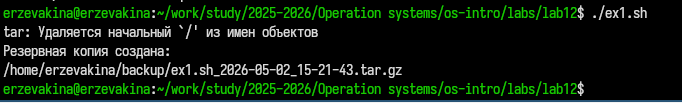 erzevakina@erzevakina:~/work/study/2025-2026/Operation systems/os-intro/labs/lab12$ ./ex1.sh
tar: Удаляется начальный `/' из имен объектов
Резервная копия создана:
/home/erzevakina/backup/ex1.sh_2026-05-02_15-21-43.tar.gz
erzevakina@erzevakina:~/work/study/2025-2026/Operation systems/os-intro/labs/lab12$